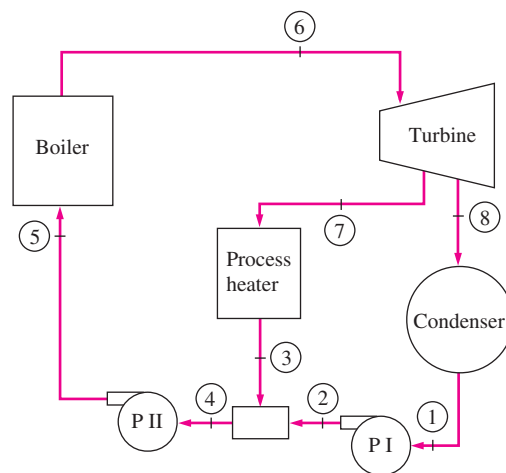 6
Boiler
Turbine
5
7
8
Process
heater
Condenser
3
4
2
1
P II
P I